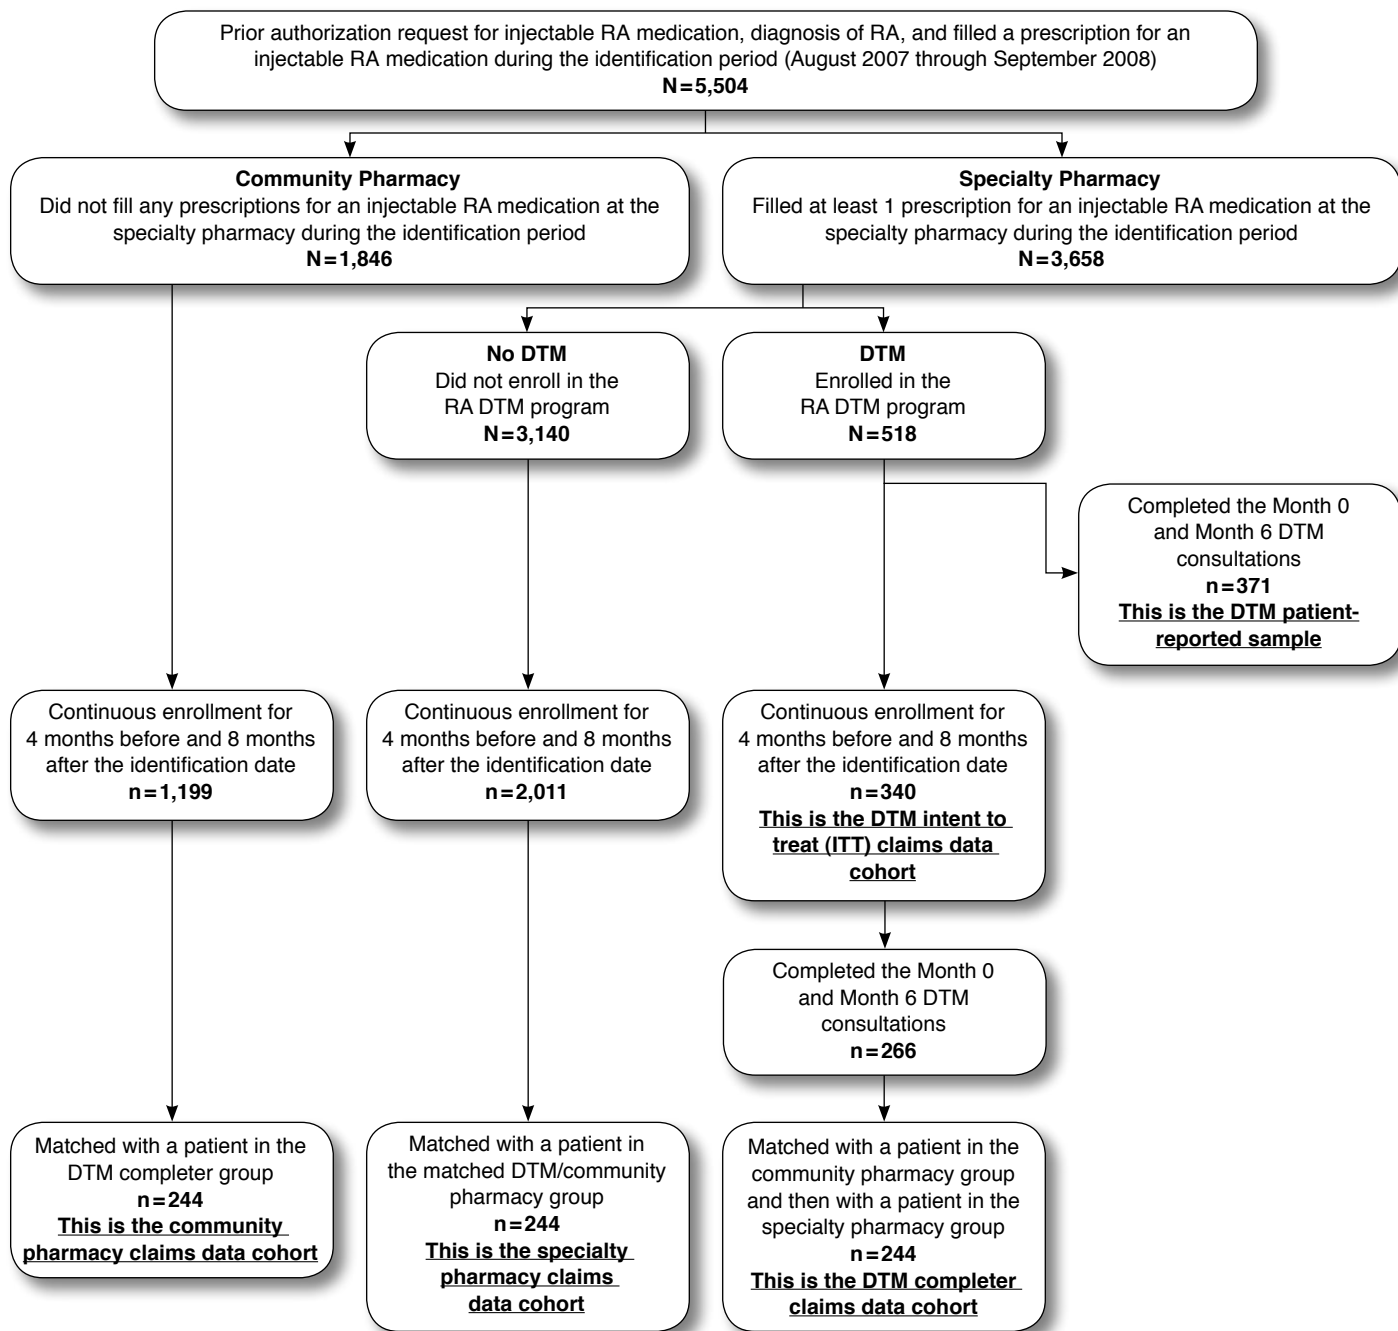 Prior authorization request for injectable RA medication, diagnosis of RA, and filled a prescription for an
injectable RA medication during the identification period (August 2007 through September 2008)
N=5,504
Community Pharmacy
Did not fill any prescriptions for an injectable RA medication at the
specialty pharmacy during the identification period
N=1,846
Specialty Pharmacy
Filled at least 1 prescription for an injectable RA medication at the
specialty pharmacy during the identification period
N=3,658
No DTM
Did not enroll in the
RA DTM program
N=3,140
DTM
Enrolled in the
RA DTM program
N=518
Completed the Month 0
and Month 6 DTM
consultations
n=371
This is the DTM patient-
reported sample
Continuous enrollment for
4 months before and 8 months
after the identification date
n=1,199
Continuous enrollment for
4 months before and 8 months
after the identification date
n=2,011
Continuous enrollment for
4 months before and 8 months
after the identification date
n=340
This is the DTM intent to
treat (ITT) claims data
cohort
Completed the Month 0
and Month 6 DTM
consultations
n=266
Matched with a patient in the
DTM completer group
n=244
This is the community
pharmacy claims data cohort
Matched with a patient in
the matched DTM/community
pharmacy group
n=244
This is the specialty
pharmacy claims
data cohort
Matched with a patient in the
community pharmacy group
and then with a patient in the
specialty pharmacy group
n=244
This is the DTM completer
claims data cohort